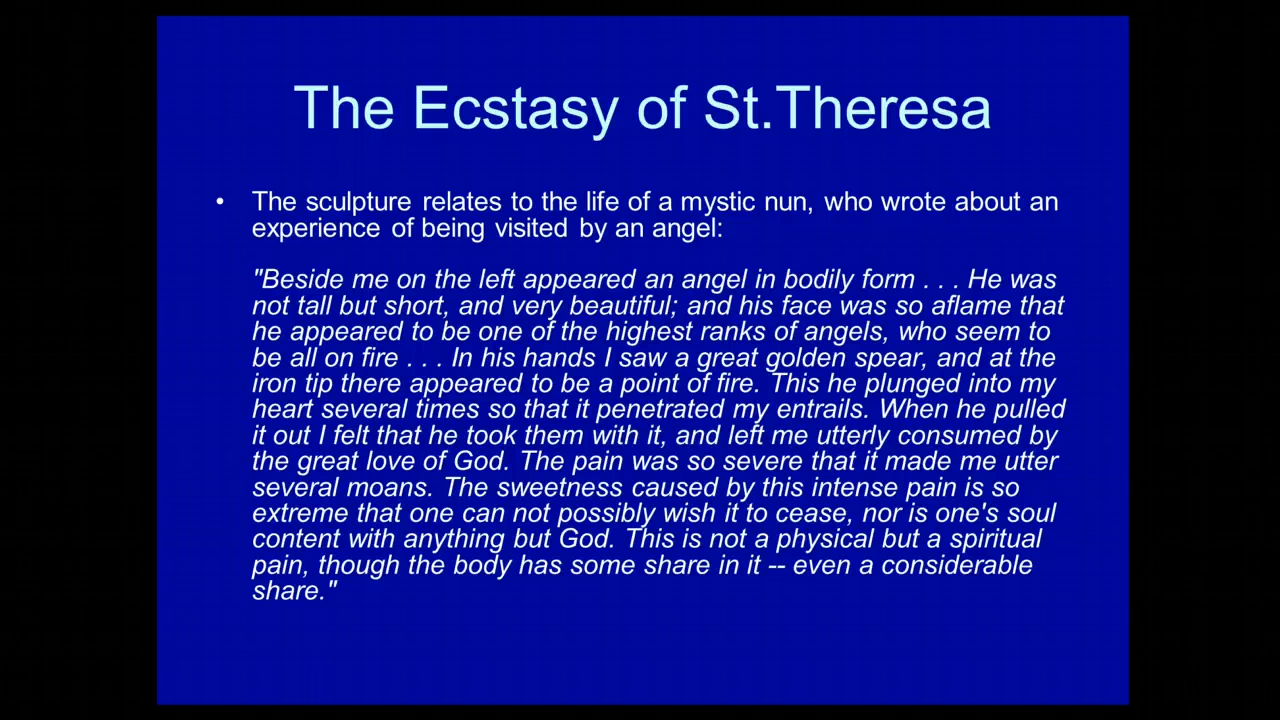 The Ecstasy of St.Theresa
• The sculpture relates to the life of a mystic nun, who wrote about an
experience of being visited by an angel:
"Beside me on the left appeared an angel in bodily form . . . He was
not tall but short, and very beautiful; and his face was so aflame that
he appeared to be one of the highest ranks of angels, who seem to
be all on fire . . . In his hands I saw a great golden spear, and at the
iron tip there appeared to be a point of fire. This he plunged into my
heart several times so that it penetrated my entrails. When he pulled
it out I felt that he took them with it, and left me utterly consumed by
the great love of God. The pain was so severe that it made me utter
several moans. The sweetness caused by this intense pain is so
extreme that one can not possibly wish it to cease, nor is one's soul
content with anything but God. This is not a physical but a spiritual
pain, though the body has some share in it -- even a considerable
share."